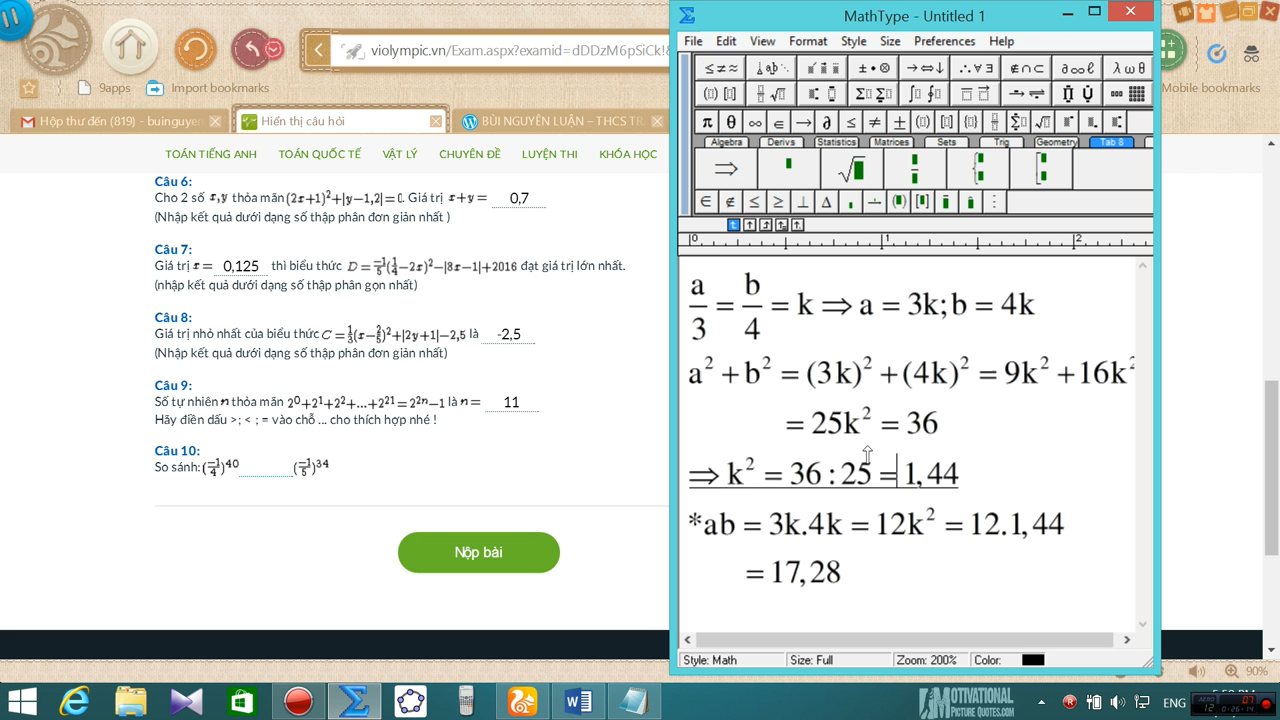 MathType - Untitled 1
violympic.vn/Exam.aspx?examid=dDDzM6pSiCk!&
File Edit View Format Style Size Preferences Help
9apps Import bookmarks
Mobile bookmarks
Hộp thư đến (819) - buinguye
Hiển thị câu hỏi
BÙI NGUYÊN LUẬN – THCS TR
Algebra Derivs Statistics Matrices Sets Trig Geometry Tab 8
TOÁN TIẾNG ANH TOÁN QUỐC TẾ VẬT LÝ CHUYÊN ĐỀ LUYỆN THI KHÓA HỌC
Câu 6:
Cho 2 số x,y thỏa mãn (2x+1)²+|y−1,2|=0. Giá trị x+y= 0,7
(Nhập kết quả dưới dạng số thập phân đơn giản nhất )
Câu 7:
Giá trị x= 0,125 thì biểu thức D=−1/5(1/4−2x)²−|8x−1|+2016 đạt giá trị lớn nhất.
(nhập kết quả dưới dạng số thập phân gọn nhất)
Câu 8:
Giá trị nhỏ nhất của biểu thức C=1/3(x−2/5)²+|2y+1|−2,5 là -2,5
(Nhập kết quả dưới dạng số thập phân đơn giản nhất)
Câu 9:
Số tự nhiên n thỏa mãn 2⁰+2¹+2²+...+2²¹=2²ⁿ−1 là n= 11
Hãy điền dấu >; < ; = vào chỗ ... cho thích hợp nhé !
Câu 10:
So sánh: (−1/4)⁴⁰ (−1/5)³⁴
Nộp bài
0 1 2
a/3 = b/4 = k ⇒ a = 3k; b = 4k
a² + b² = (3k)² + (4k)² = 9k² + 16k²
= 25k² = 36
⇒ k² = 36 : 25 = 1,44
*ab = 3k.4k = 12k² = 12.1,44
= 17,28
Style: Math Size: Full Zoom: 200% Color:
90%
MOTIVATIONAL
PICTURE QUOTES.COM
ENG